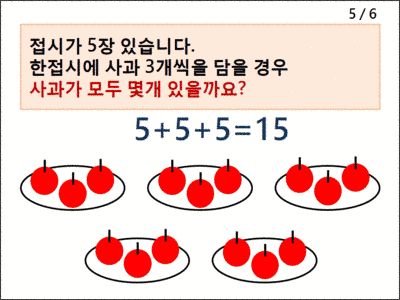 5 / 6
접시가 5장 있습니다.
한접시에 사과 3개씩을 담을 경우
사과가 모두 몇개 있을까요?
5+5+5=15